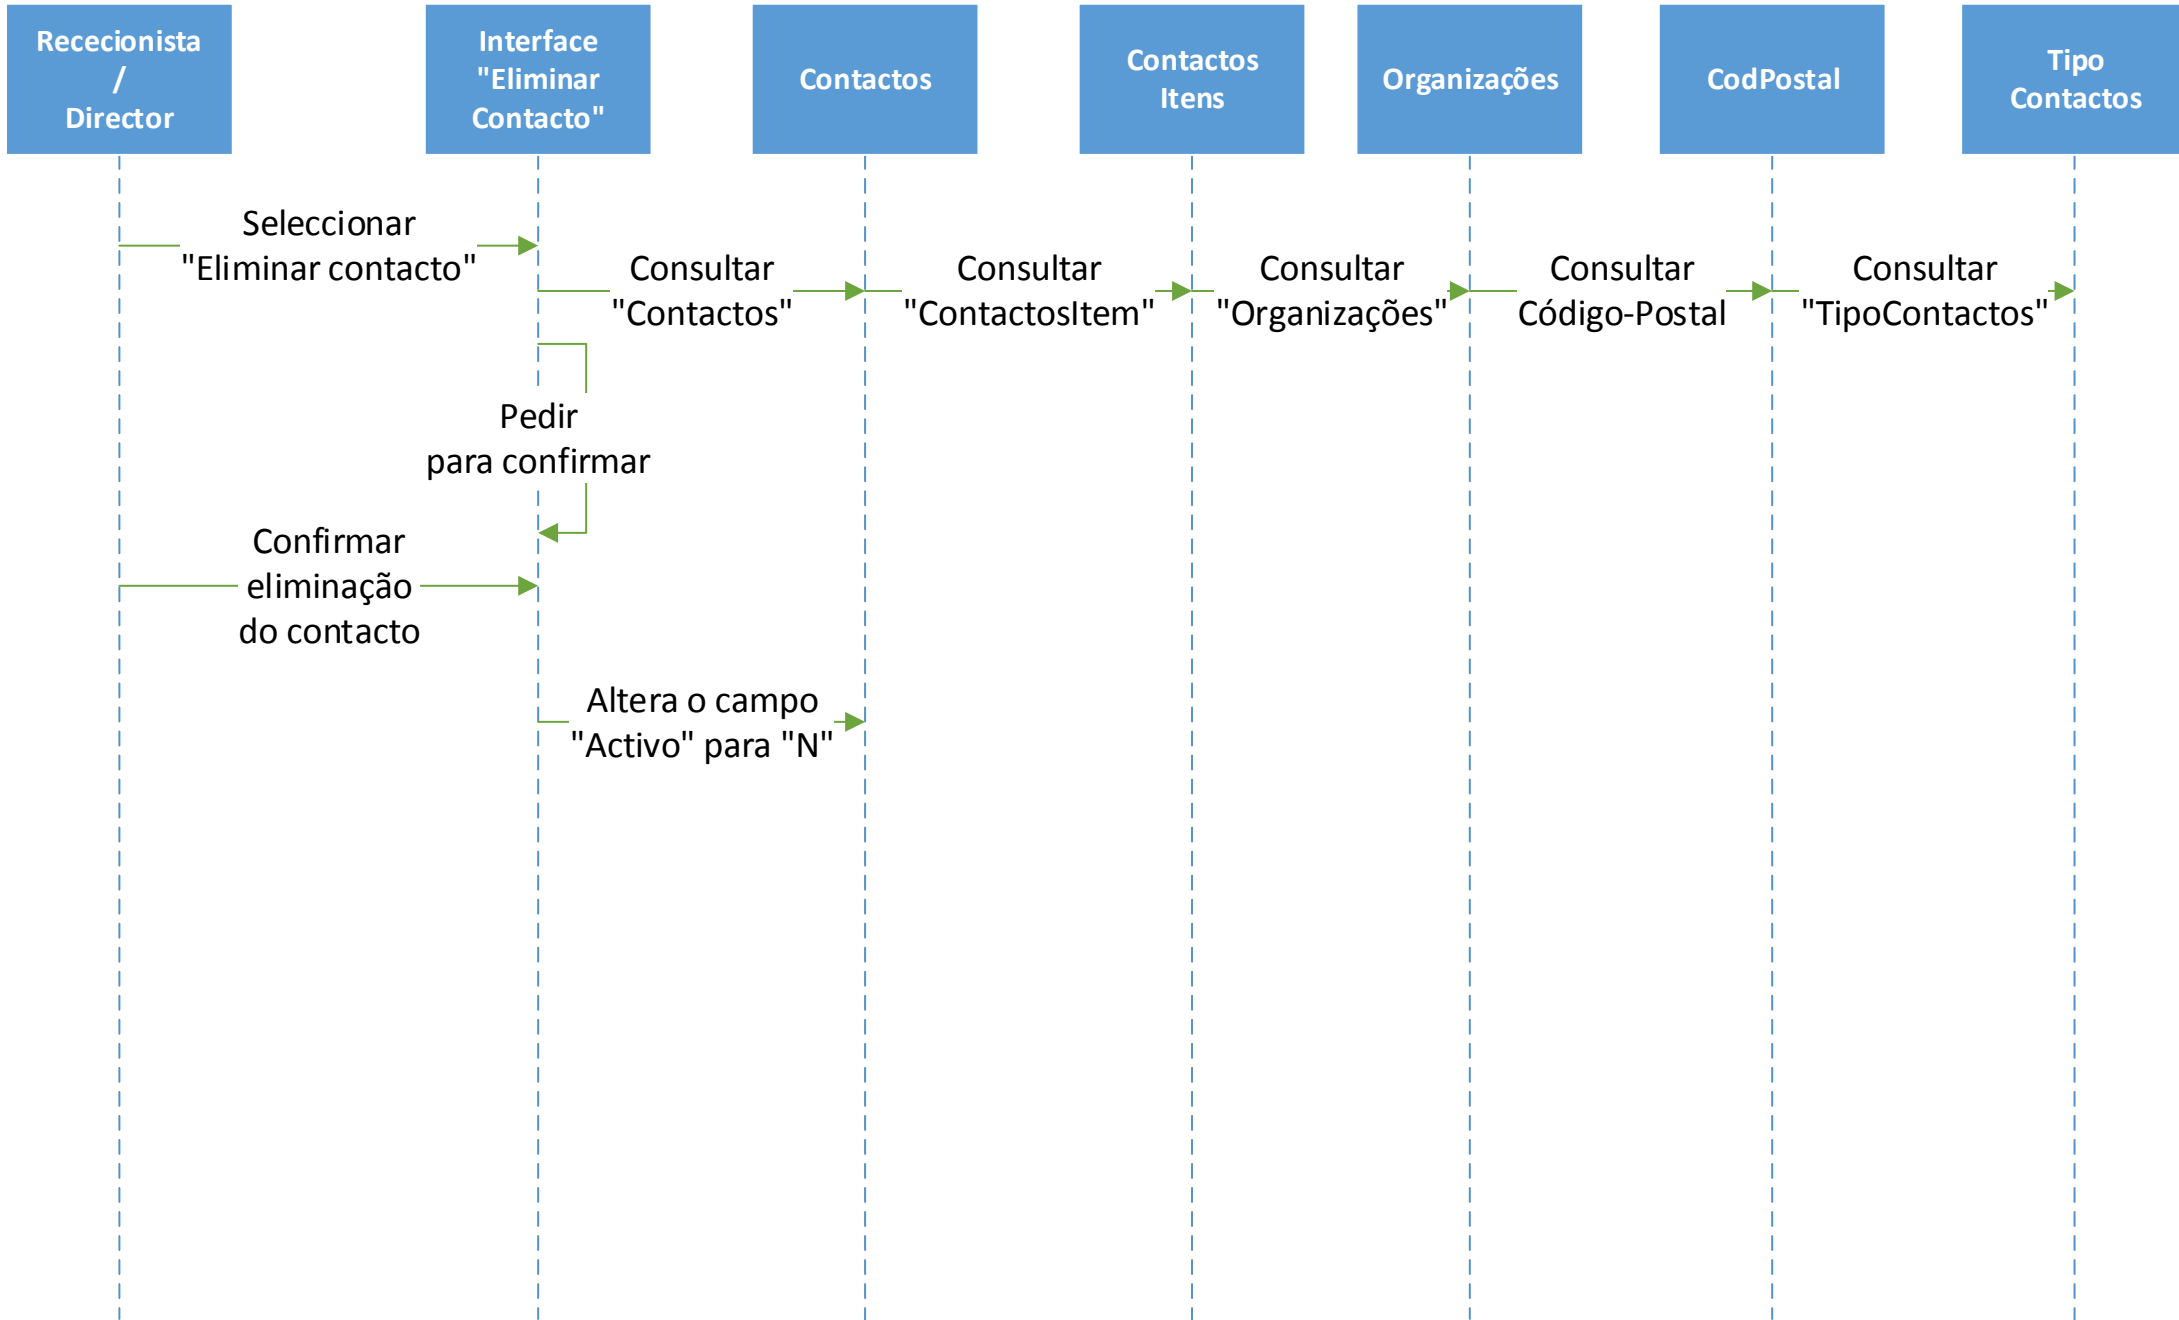 Rececionista
/
Director
Interface
"Eliminar
Contacto"
Contactos
Contactos
Itens
Organizações
CodPostal
Tipo
Contactos
Seleccionar
"Eliminar contacto"
Consultar
"Contactos"
Consultar
"ContactosItem"
Consultar
"Organizações"
Consultar
Código-Postal
Consultar
"TipoContactos"
Pedir
para confirmar
Confirmar
eliminação
do contacto
Altera o campo
"Activo" para "N"